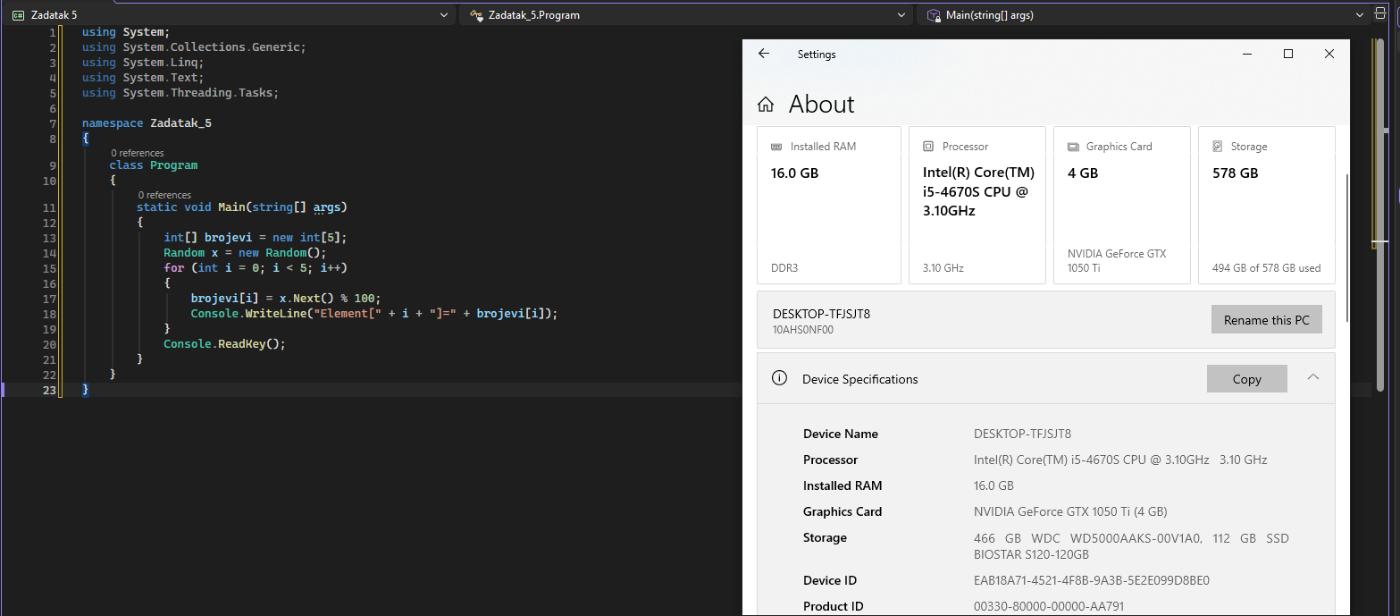 Zadatak 5
Zadatak_5.Program
Main(string[] args)
1 using System;
2 using System.Collections.Generic;
3 using System.Linq;
4 using System.Text;
5 using System.Threading.Tasks;
6
7 namespace Zadatak_5
8 {
0 references
9 class Program
10 {
0 references
11 static void Main(string[] args)
12 {
13 int[] brojevi = new int[5];
14 Random x = new Random();
15 for (int i = 0; i < 5; i++)
16 {
17 brojevi[i] = x.Next() % 100;
18 Console.WriteLine("Element[" + i + "]=" + brojevi[i]);
19 }
20 Console.ReadKey();
21 }
22 }
23 }
Settings
About
Installed RAM
16.0 GB
DDR3
Processor
Intel(R) Core(TM)
i5-4670S CPU @
3.10GHz
3.10 GHz
Graphics Card
4 GB
NVIDIA GeForce GTX
1050 Ti
Storage
578 GB
494 GB of 578 GB used
DESKTOP-TFJSJT8
10AHS0NF00
Rename this PC
Device Specifications
Copy
Device Name DESKTOP-TFJSJT8
Processor Intel(R) Core(TM) i5-4670S CPU @ 3.10GHz 3.10 GHz
Installed RAM 16.0 GB
Graphics Card NVIDIA GeForce GTX 1050 Ti (4 GB)
Storage 466 GB WDC WD5000AAKS-00V1A0, 112 GB SSD
BIOSTAR S120-120GB
Device ID EAB18A71-4521-4F8B-9A3B-5E2E099D8BE0
Product ID 00330-80000-00000-AA791